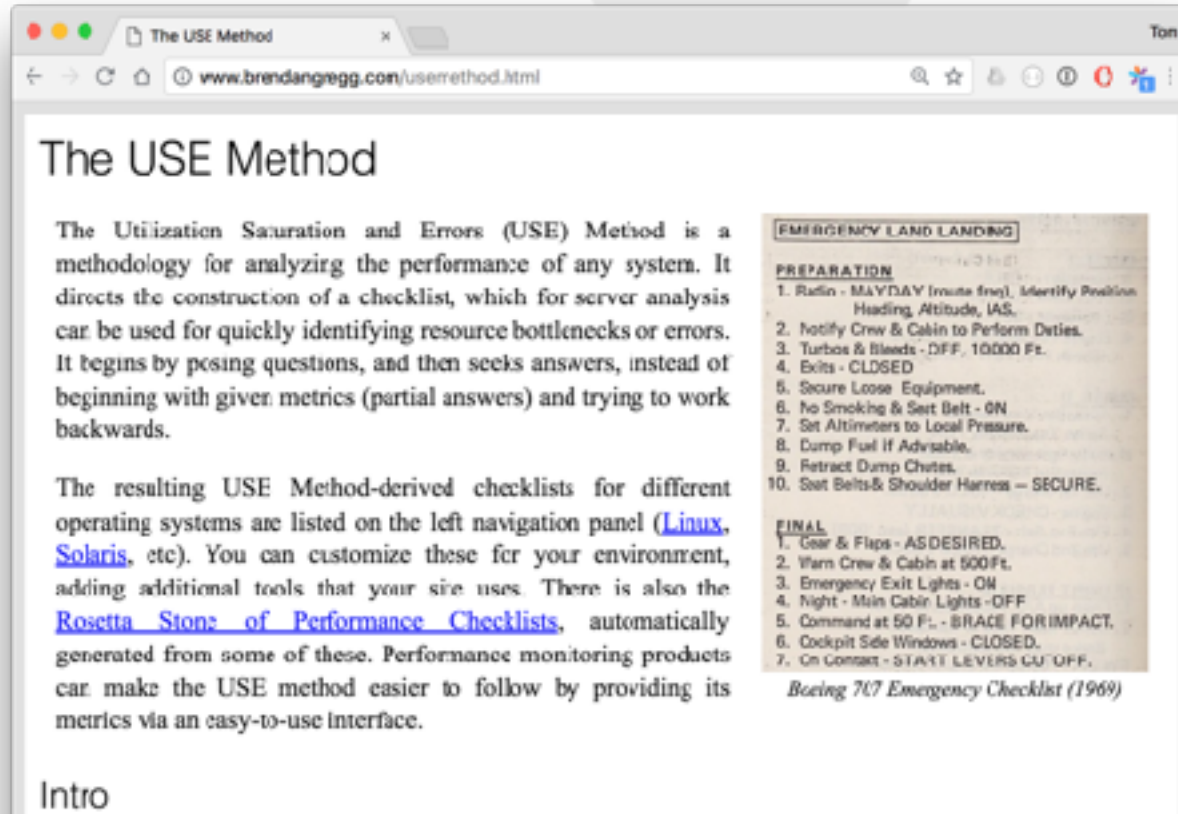 The USE Method
Tom
www.brendangregg.com/usemethod.html
The USE Method
The Utilization Saturation and Errors (USE) Method is a
methodology for analyzing the performance of any system. It
directs the construction of a checklist, which for server analysis
can be used for quickly identifying resource bottlenecks or errors.
It begins by posing questions, and then seeks answers, instead of
beginning with given metrics (partial answers) and trying to work
backwards.
The resulting USE Method-derived checklists for different
operating systems are listed on the left navigation panel (Linux,
Solaris, etc). You can customize these for your environment,
adding additional tools that your site uses. There is also the
Rosetta Stone of Performance Checklists, automatically
generated from some of these. Performance monitoring products
can make the USE method easier to follow by providing its
metrics via an easy-to-use interface.
EMERGENCY LAND LANDING
PREPARATION
1. Radio - MAYDAY (route freq), Identify Position
Heading, Altitude, IAS.
2. Notify Crew & Cabin to Perform Duties.
3. Turbos & Bleeds - OFF, 10000 Ft.
4. Exits - CLOSED
5. Secure Loose Equipment.
6. No Smoking & Seat Belt - ON
7. Set Altimeters to Local Pressure.
8. Dump Fuel if Advisable.
9. Retract Dump Chutes.
10. Seat Belts & Shoulder Harness — SECURE.
FINAL
1. Gear & Flaps - AS DESIRED.
2. Warn Crew & Cabin at 500 Ft.
3. Emergency Exit Lights - ON
4. Night - Main Cabin Lights - OFF
5. Command at 50 Ft. - BRACE FOR IMPACT.
6. Cockpit Side Windows - CLOSED.
7. On Contact - START LEVERS CUTOFF.
Boeing 707 Emergency Checklist (1969)
Intro